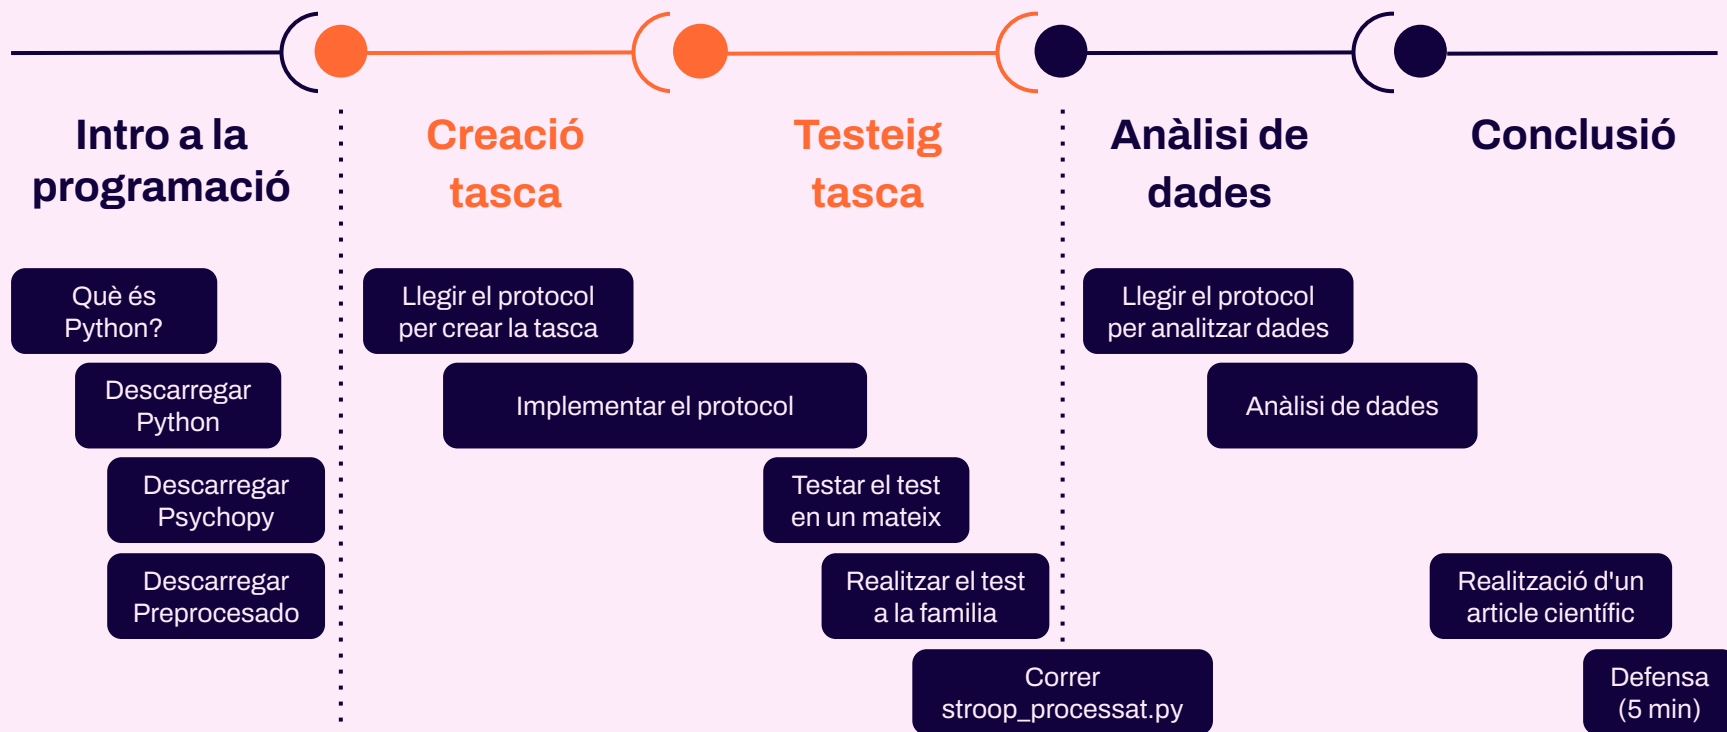 Intro a la
programació
Creació
tasca
Testeig
tasca
Anàlisi de
dades
Conclusió
Què és
Python?
Llegir el protocol
per crear la tasca
Llegir el protocol
per analitzar dades
Descarregar
Python
Implementar el protocol
Anàlisi de dades
Descarregar
Psychopy
Testar el test
en un mateix
Descarregar
Preprocesado
Realitzar el test
a la familia
Realització d'un
article científic
Correr
stroop_processat.py
Defensa
(5 min)